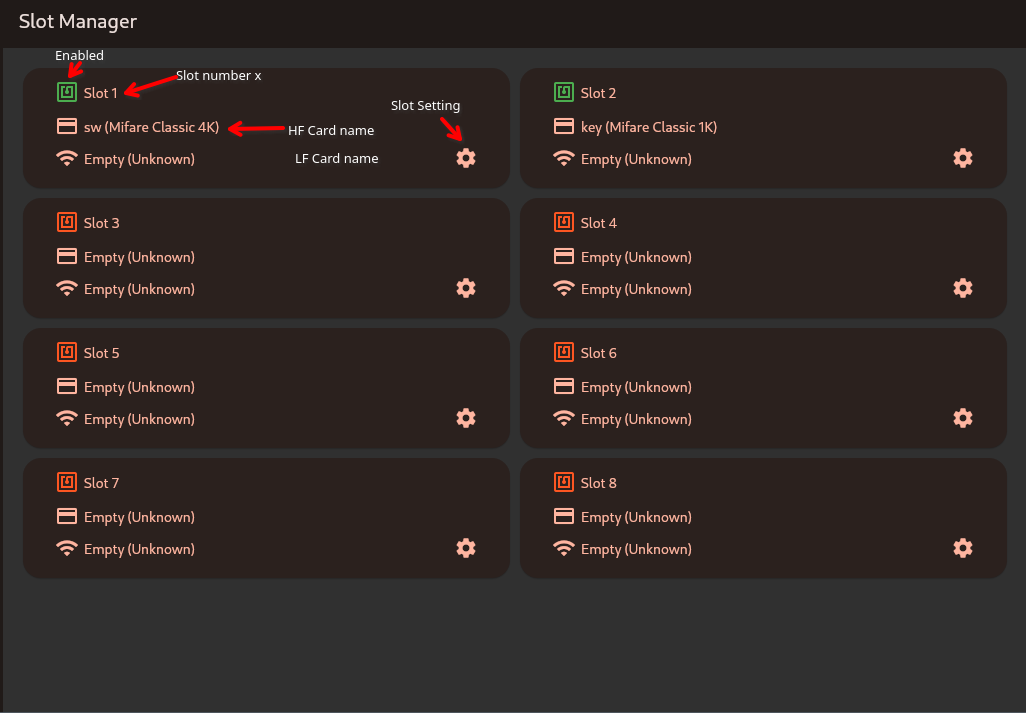 Slot Manager
Enabled
Slot 1
Slot number x
Slot Setting
sw (Mifare Classic 4K)
HF Card name
Empty (Unknown)
LF Card name
Slot 2
key (Mifare Classic 1K)
Empty (Unknown)
Slot 3
Empty (Unknown)
Empty (Unknown)
Slot 4
Empty (Unknown)
Empty (Unknown)
Slot 5
Empty (Unknown)
Empty (Unknown)
Slot 6
Empty (Unknown)
Empty (Unknown)
Slot 7
Empty (Unknown)
Empty (Unknown)
Slot 8
Empty (Unknown)
Empty (Unknown)